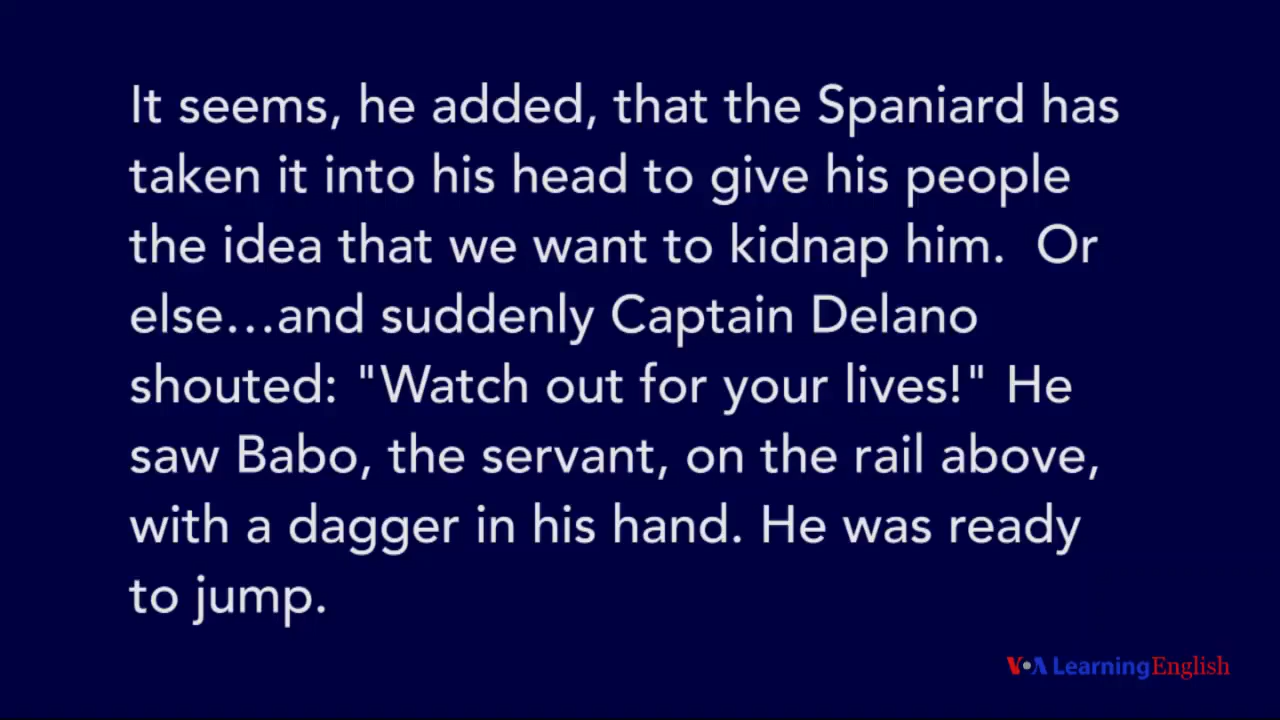 It seems, he added, that the Spaniard has
taken it into his head to give his people
the idea that we want to kidnap him.  Or
else…and suddenly Captain Delano
shouted: "Watch out for your lives!" He
saw Babo, the servant, on the rail above,
with a dagger in his hand. He was ready
to jump.
VOA Learning English